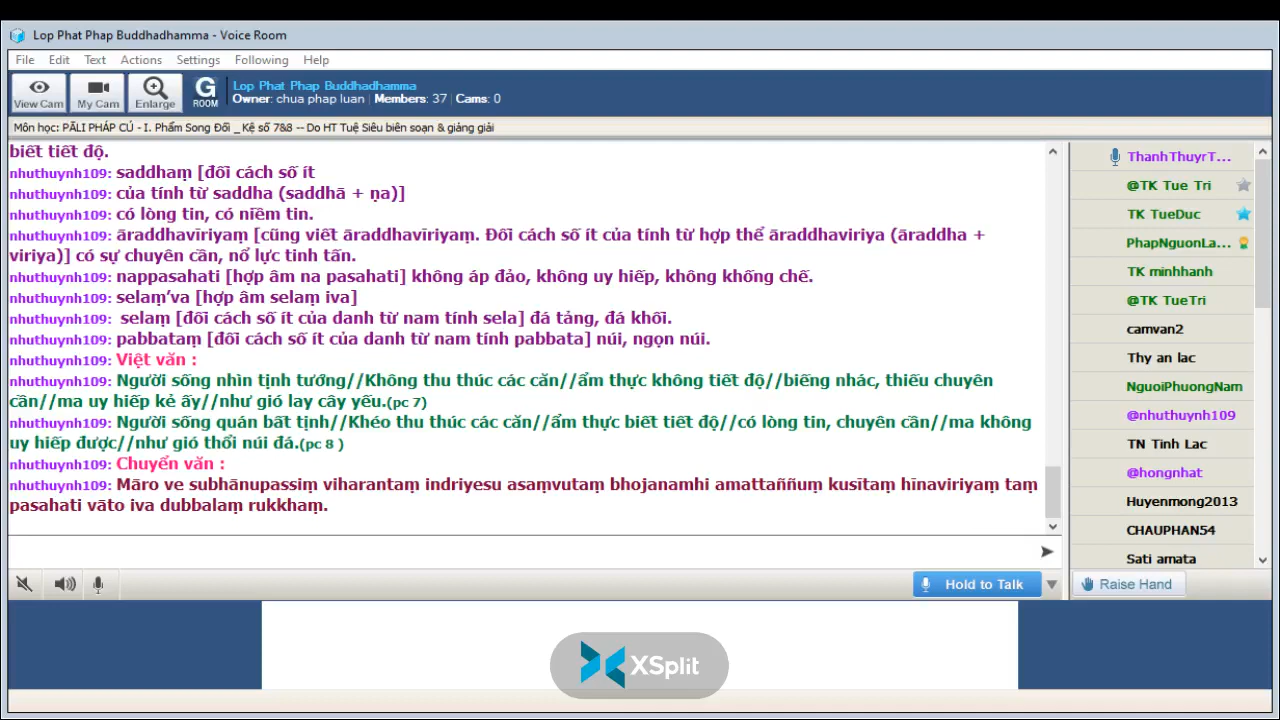 Lop Phat Phap Buddhadhamma - Voice Room
File Edit Text Actions Settings Following Help
View Cam
My Cam
Enlarge
G ROOM
Lop Phat Phap Buddhadhamma
Owner: chua phap luan | Members: 37 | Cams: 0
Môn học: PĀLI PHÁP CÚ - I. Phẩm Song Đối _ Kệ số 7&8 -- Do HT Tuệ Siêu biên soạn & giảng giải
biết tiết độ.
nhuthuynh109: saddhaṃ [đối cách số ít
nhuthuynh109: của tính từ saddha (saddhā + ṇa)]
nhuthuynh109: có lòng tin, có niềm tin.
nhuthuynh109: āraddhavīriyaṃ [cũng viết āraddhavīriyaṃ. Đối cách số ít của tính từ hợp thể āraddhaviriya (āraddha +
viriya)] có sự chuyên cần, nổ lực tinh tấn.
nhuthuynh109: nappasahati [hợp âm na pasahati] không áp đảo, không uy hiếp, không khống chế.
nhuthuynh109: selaṃ’va [hợp âm selaṃ iva]
nhuthuynh109: selaṃ [đối cách số ít của danh từ nam tính sela] đá tảng, đá khối.
nhuthuynh109: pabbataṃ [đối cách số ít của danh từ nam tính pabbata] núi, ngọn núi.
nhuthuynh109: Việt văn :
nhuthuynh109: Người sống nhìn tịnh tướng//Không thu thúc các căn//ẩm thực không tiết độ//biếng nhác, thiếu chuyên
cần//ma uy hiếp kẻ ấy//như gió lay cây yếu.(pc 7)
nhuthuynh109: Người sống quán bất tịnh//Khéo thu thúc các căn//ẩm thực biết tiết độ//có lòng tin, chuyên cần//ma không
uy hiếp được//như gió thổi núi đá.(pc 8 )
nhuthuynh109: Chuyển văn :
nhuthuynh109: Māro ve subhānupassiṃ viharantaṃ indriyesu asaṃvutaṃ bhojanamhi amattaññuṃ kusītaṃ hīnaviriyaṃ taṃ
pasahati vāto iva dubbalaṃ rukkhaṃ.
ThanhThuyrT...
@TK Tue Tri
TK TueDuc
PhapNguonLa...
TK minhhanh
@TK TueTri
camvan2
Thy an lac
NguoiPhuongNam
@nhuthuynh109
TN Tinh Lac
@hongnhat
Huyenmong2013
CHAUPHAN54
Sati amata
Hold to Talk
Raise Hand
XSplit